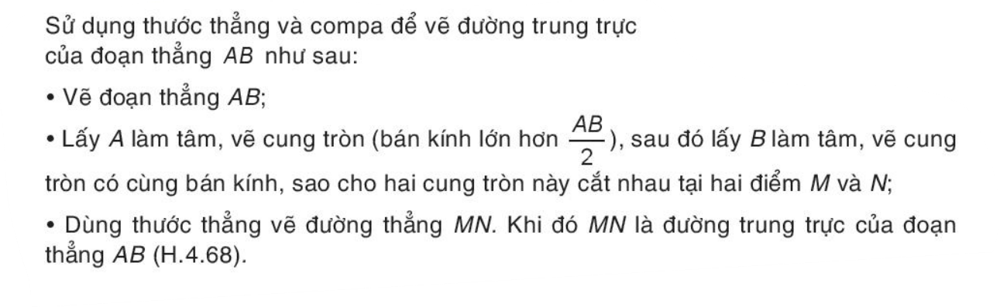 Sử dụng thước thẳng và compa để vẽ đường trung trực
của đoạn thẳng AB như sau:
• Vẽ đoạn thẳng AB;
• Lấy A làm tâm, vẽ cung tròn (bán kính lớn hơn AB/2), sau đó lấy B làm tâm, vẽ cung
tròn có cùng bán kính, sao cho hai cung tròn này cắt nhau tại hai điểm M và N;
• Dùng thước thẳng vẽ đường thẳng MN. Khi đó MN là đường trung trực của đoạn
thẳng AB (H.4.68).